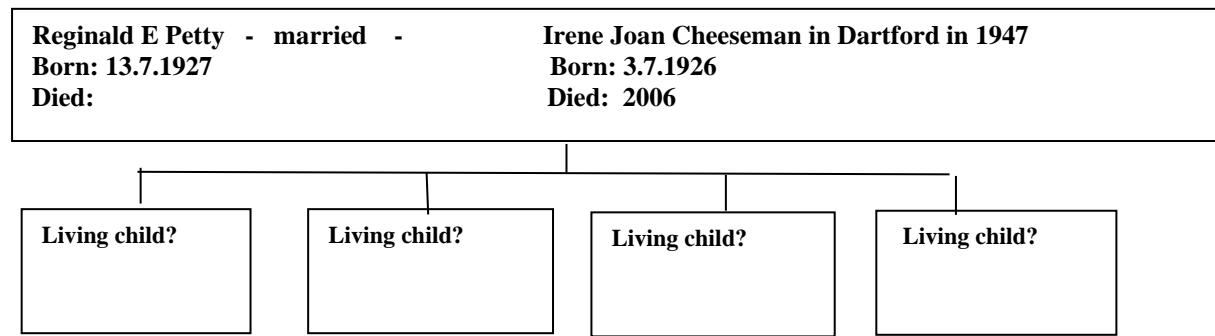 Reginald E Petty - married - Irene Joan Cheeseman in Dartford in 1947
Born: 13.7.1927 Born: 3.7.1926
Died: Died: 2006
Living child? Living child? Living child? Living child?